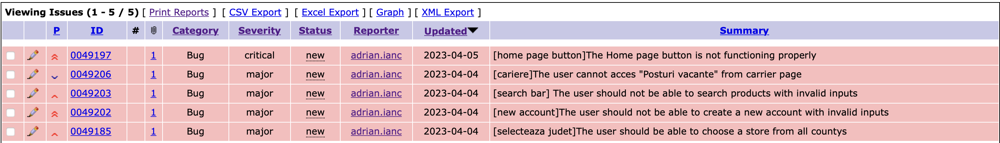 Viewing Issues (1 - 5 / 5) [ Print Reports ] [ CSV Export ] [ Excel Export ] [ Graph ] [ XML Export ]
P ID # Category Severity Status Reporter Updated Summary
0049197 1 Bug critical new adrian.ianc 2023-04-05 [home page button]The Home page button is not functioning properly
0049206 1 Bug major new adrian.ianc 2023-04-04 [cariere]The user cannot acces "Posturi vacante" from carrier page
0049203 1 Bug major new adrian.ianc 2023-04-04 [search bar] The user should not be able to search products with invalid inputs
0049202 1 Bug major new adrian.ianc 2023-04-04 [new account]The user should not be able to create a new account with invalid inputs
0049185 1 Bug major new adrian.ianc 2023-04-04 [selecteaza judet]The user should be able to choose a store from all countys